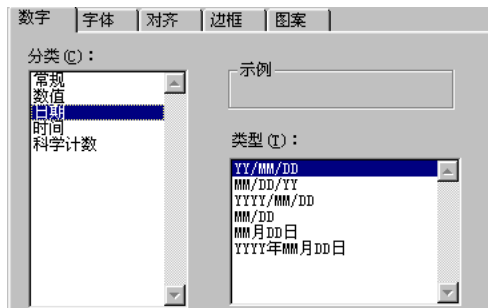 数字 字体 对齐 边框 图案
分类(C)：
常规
数值
日期
时间
科学计数
示例
类型(T)：
YY/MM/DD
MM/DD/YY
YYYY/MM/DD
MM/DD
MM月DD日
YYYY年MM月DD日